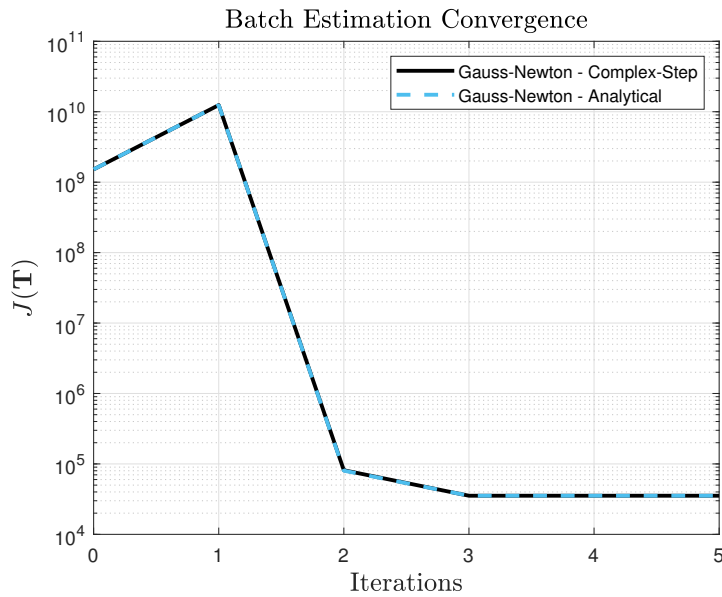 Batch Estimation Convergence
Gauss-Newton - Complex-Step
Gauss-Newton - Analytical
J(T)
10^11
10^10
10^9
10^8
10^7
10^6
10^5
10^4
0 1 2 3 4 5
Iterations